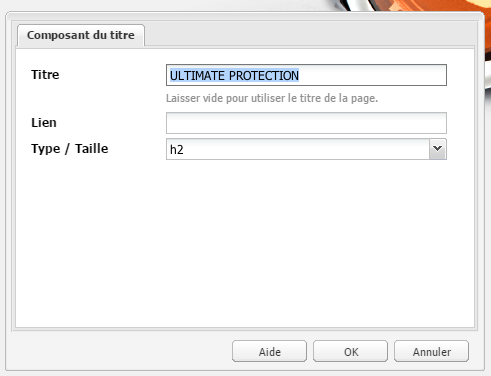 Composant du titre
Titre
ULTIMATE PROTECTION
Laisser vide pour utiliser le titre de la page.
Lien
Type / Taille
h2
Aide
OK
Annuler